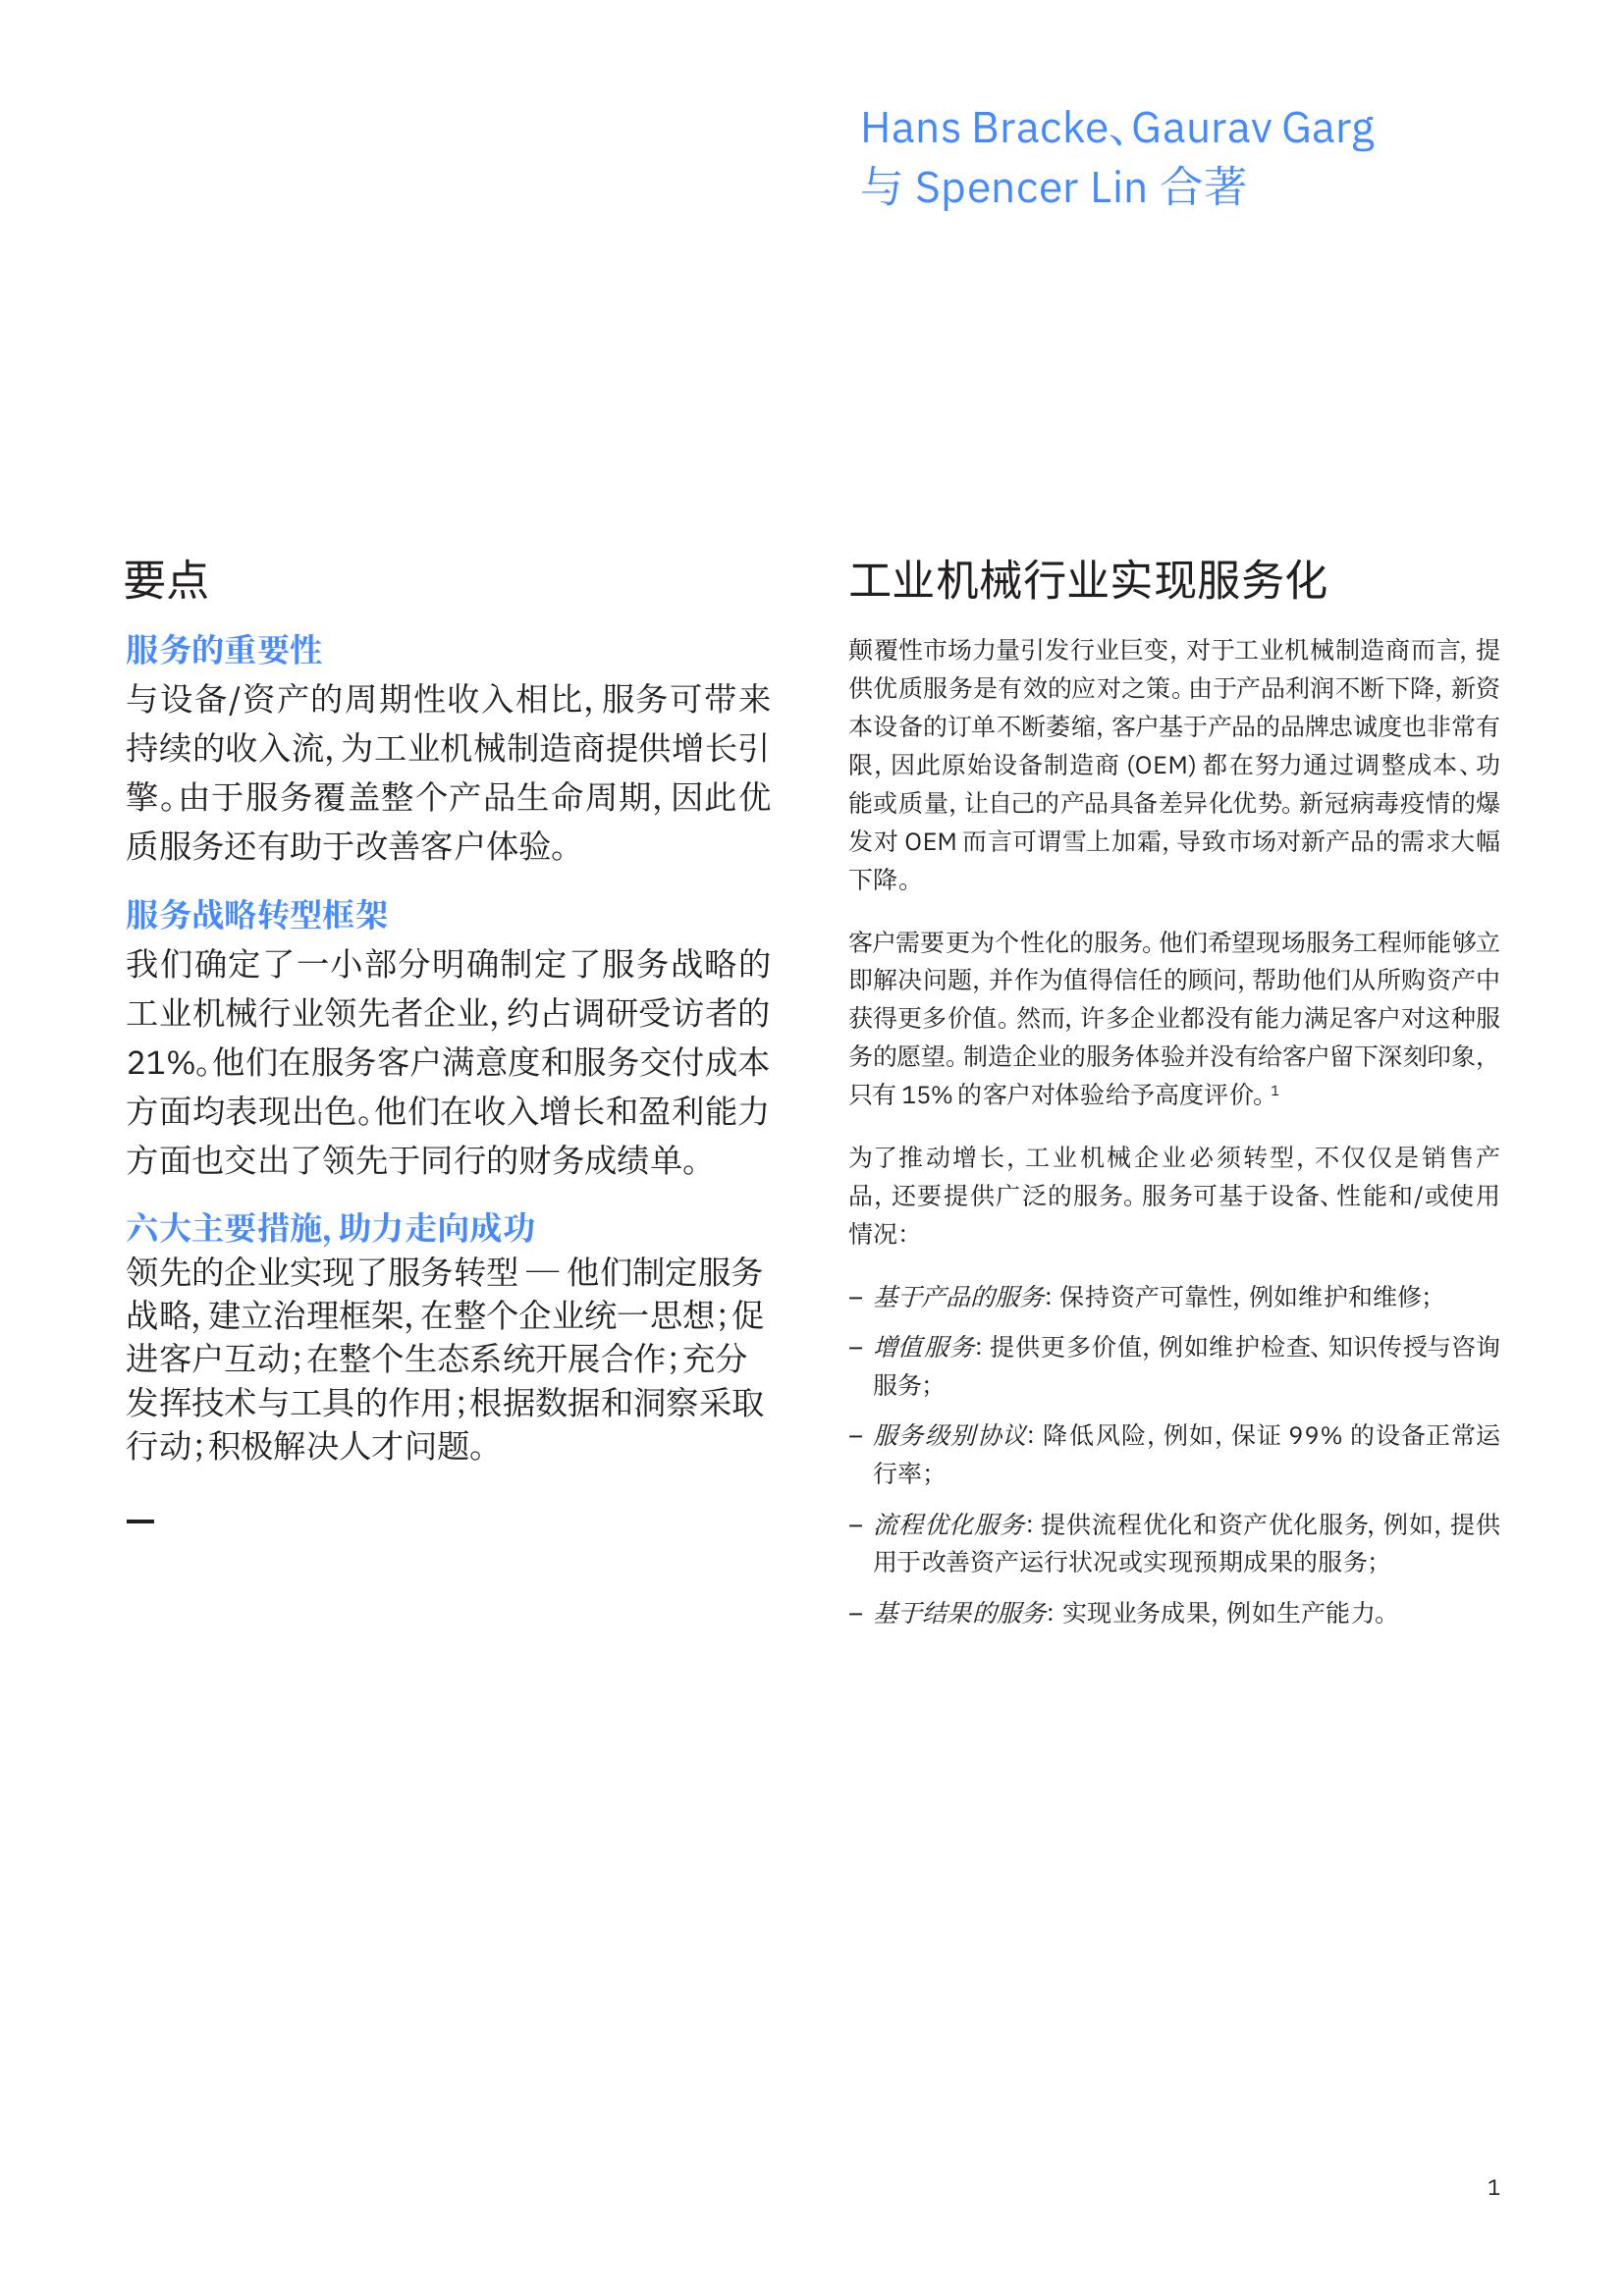 Hans Bracke、Gaurav Garg
与 Spencer Lin 合著
要点
服务的重要性
与设备/资产的周期性收入相比, 服务可带来
持续的收入流, 为工业机械制造商提供增长引
擎。由于服务覆盖整个产品生命周期, 因此优
质服务还有助于改善客户体验。
服务战略转型框架
我们确定了一小部分明确制定了服务战略的
工业机械行业领先者企业, 约占调研受访者的
21%。他们在服务客户满意度和服务交付成本
方面均表现出色。他们在收入增长和盈利能力
方面也交出了领先于同行的财务成绩单。
六大主要措施, 助力走向成功
领先的企业实现了服务转型 — 他们制定服务
战略, 建立治理框架, 在整个企业统一思想; 促
进客户互动; 在整个生态系统开展合作; 充分
发挥技术与工具的作用; 根据数据和洞察采取
行动; 积极解决人才问题。
工业机械行业实现服务化
颠覆性市场力量引发行业巨变, 对于工业机械制造商而言, 提
供优质服务是有效的应对之策。由于产品利润不断下降, 新资
本设备的订单不断萎缩, 客户基于产品的品牌忠诚度也非常有
限, 因此原始设备制造商 (OEM) 都在努力通过调整成本、功
能或质量, 让自己的产品具备差异化优势。新冠病毒疫情的爆
发对 OEM 而言可谓雪上加霜, 导致市场对新产品的需求大幅
下降。
客户需要更为个性化的服务。他们希望现场服务工程师能够立
即解决问题, 并作为值得信任的顾问, 帮助他们从所购资产中
获得更多价值。然而, 许多企业都没有能力满足客户对这种服
务的愿望。制造企业的服务体验并没有给客户留下深刻印象,
只有 15% 的客户对体验给予高度评价。1
为了推动增长, 工业机械企业必须转型, 不仅仅是销售产
品, 还要提供广泛的服务。服务可基于设备、性能和/或使用
情况:
– 基于产品的服务: 保持资产可靠性, 例如维护和维修;
– 增值服务: 提供更多价值, 例如维护检查、知识传授与咨询
服务;
– 服务级别协议: 降低风险, 例如, 保证 99% 的设备正常运
行率;
– 流程优化服务: 提供流程优化和资产优化服务, 例如, 提供
用于改善资产运行状况或实现预期成果的服务;
– 基于结果的服务: 实现业务成果, 例如生产能力。
1